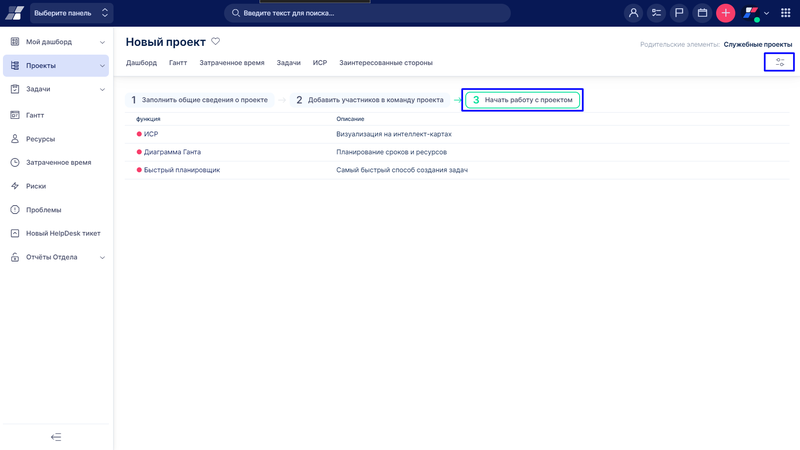 Выберите панель
Введите текст для поиска...
Мой дашборд
Проекты
Задачи
Гантт
Ресурсы
Затраченное время
Риски
Проблемы
Новый HelpDesk тикет
Отчёты Отдела
Новый проект
Родительские элементы: Служебные проекты
Дашборд Гантт Затраченное время Задачи ИСР Заинтересованные стороны
1 Заполнить общие сведения о проекте 2 Добавить участников в команду проекта 3 Начать работу с проектом
функция Описание
ИСР Визуализация на интеллект-картах
Диаграмма Ганта Планирование сроков и ресурсов
Быстрый планировщик Самый быстрый способ создания задач